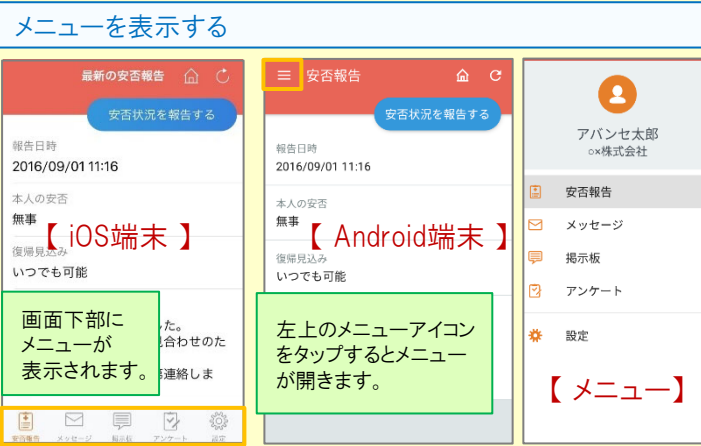 メニューを表示する
最新の安否報告
安否状況を報告する
報告日時
2016/09/01 11:16
本人の安否
無事
【 iOS端末 】
復帰見込み
いつでも可能
画面下部に
メニューが
表示されます。
た。
合わせのた
連絡しま
安否報告
メッセージ
掲示板
アンケート
設定
安否報告
安否状況を報告する
報告日時
2016/09/01 11:16
本人の安否
無事
【 Android端末 】
復帰見込み
いつでも可能
左上のメニューアイコン
をタップするとメニュー
が開きます。
アバンセ太郎
○×株式会社
安否報告
メッセージ
掲示板
アンケート
設定
【 メニュー】